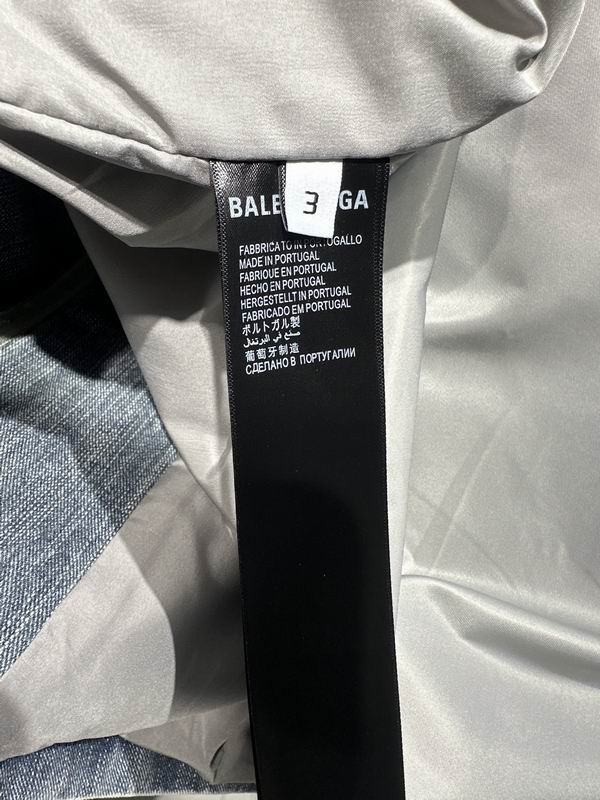 BALE 3 GA
FABBRICATO IN PORTOGALLO
MADE IN PORTUGAL
FABRIQUE EN PORTUGAL
HECHO EN PORTUGAL
HERGESTELLT IN PORTUGAL
FABRICADO EM PORTUGAL
ポルトガル製
صنع في البرتغال
葡萄牙制造
СДЕЛАНО В ПОРТУГАЛИИ